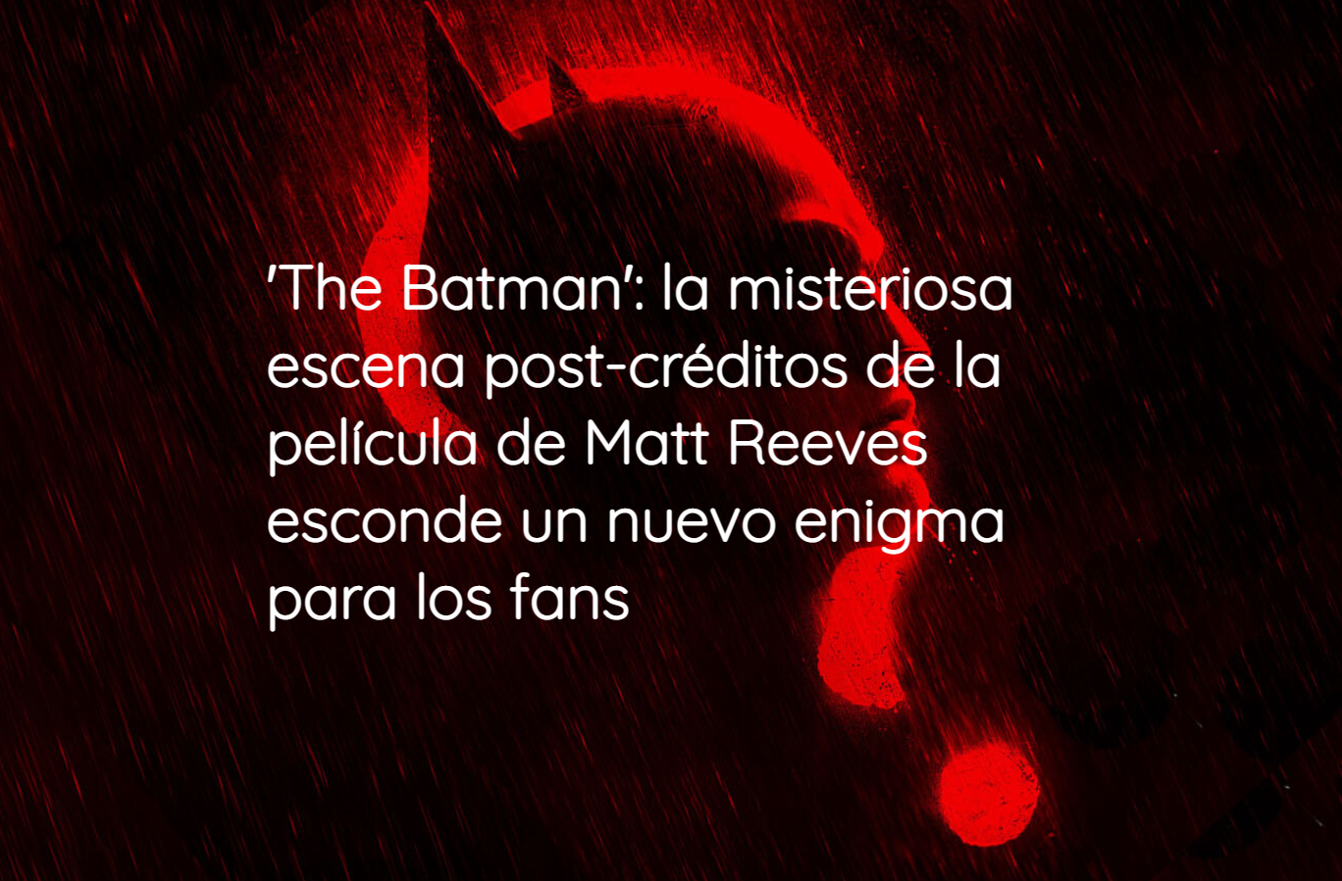 'The Batman': la misteriosa
escena post-créditos de la
película de Matt Reeves
esconde un nuevo enigma
para los fans